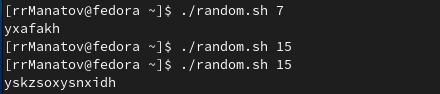 [rrManatov@fedora ~]$ ./random.sh 7
yxafakh
[rrManatov@fedora ~]$ ./random.sh 15
[rrManatov@fedora ~]$ ./random.sh 15
yskzsoxysnxidh